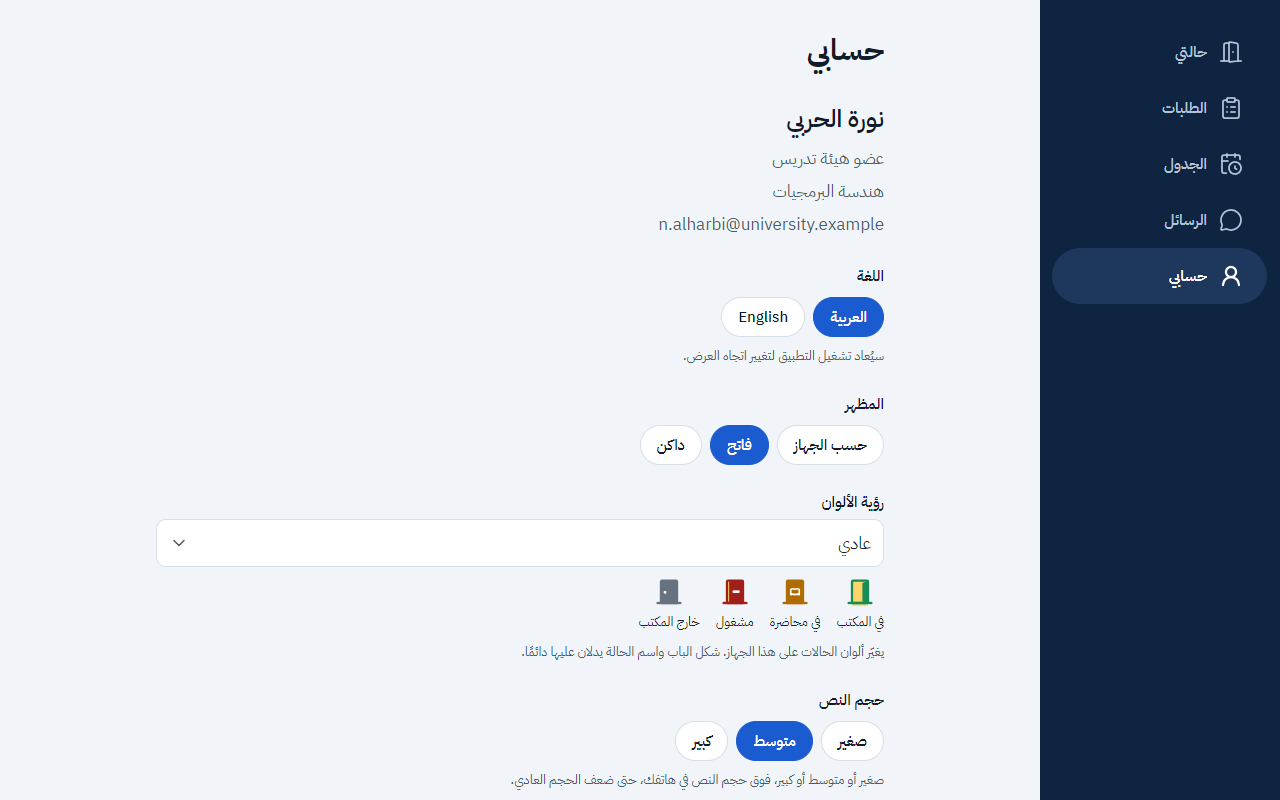 حالتي
الطلبات
الجدول
الرسائل
حسابي
حسابي
نورة الحربي
عضو هيئة تدريس
هندسة البرمجيات
n.alharbi@university.example
اللغة
العربية
English
سيُعاد تشغيل التطبيق لتغيير اتجاه العرض.
المظهر
حسب الجهاز
فاتح
داكن
رؤية الألوان
عادي
في المكتب
في محاضرة
مشغول
خارج المكتب
يغيّر ألوان الحالات على هذا الجهاز. شكل الباب واسم الحالة يدلان عليها دائمًا.
حجم النص
صغير
متوسط
كبير
صغير أو متوسط أو كبير، فوق حجم النص في هاتفك، حتى ضعف الحجم العادي.